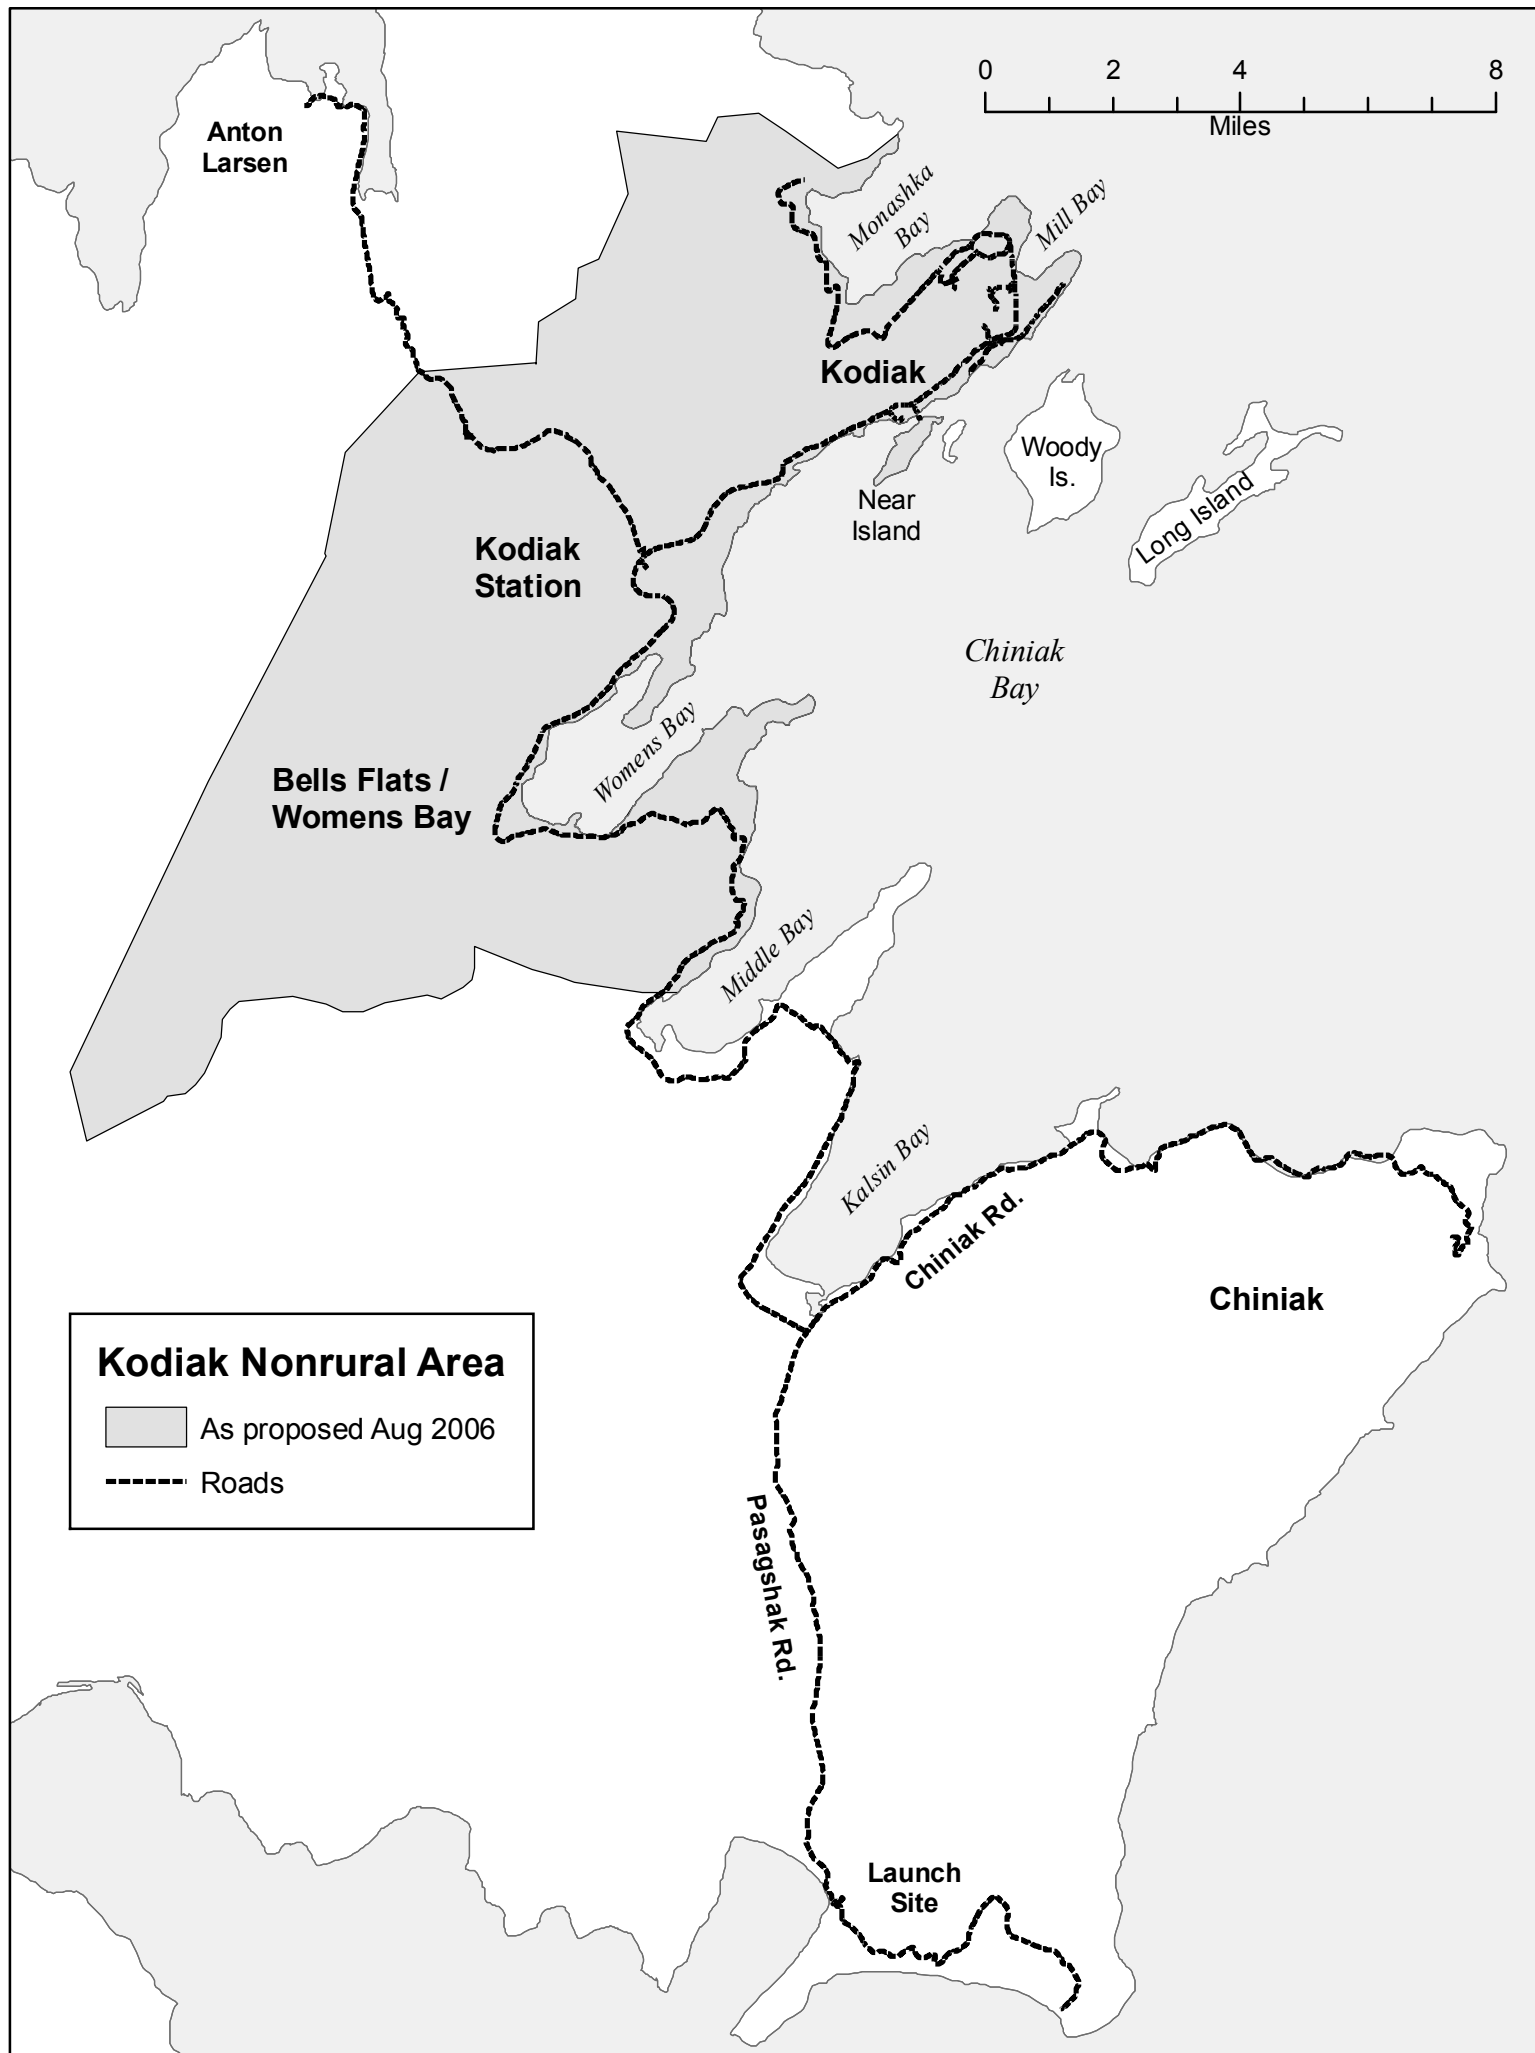 0 2 4 8
Miles
Anton
Larsen
Monashka
Bay
Mill Bay
Kodiak
Woody
Is.
Near
Island
Long Island
Kodiak
Station
Chiniak
Bay
Womens Bay
Bells Flats /
Womens Bay
Middle Bay
Kalsin Bay
Chiniak Rd.
Chiniak
Kodiak Nonrural Area
As proposed Aug 2006
Roads
Pasagshak Rd.
Launch
Site